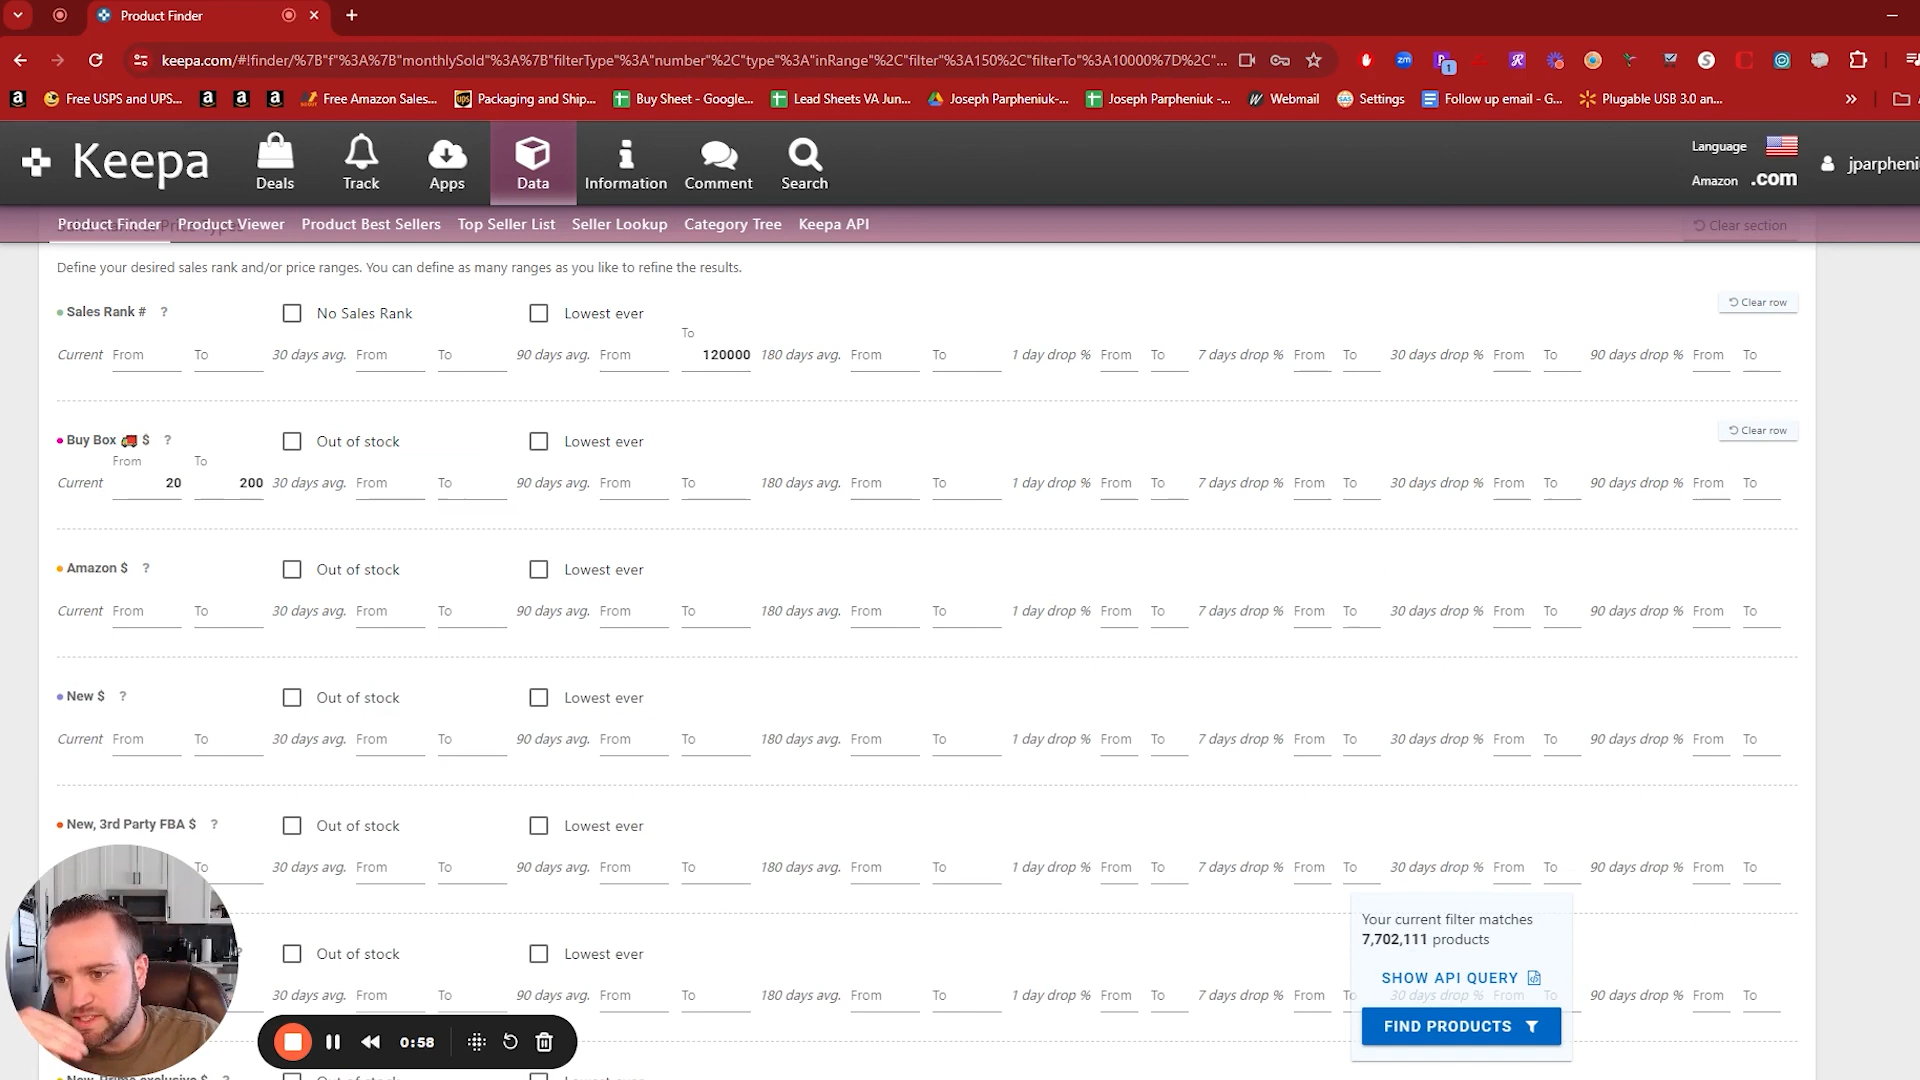 Product Finder
keepa.com/#!finder/%7B"f"%3A%7B"monthlySold"%3A%7B"filterType"%3A"number"%2C"type"%3A"inRange"%2C"filter"%3A150%2C"filterTo"%3A10000%7D%2C"...
zm
1
Free USPS and UPS... Free Amazon Sales... Packaging and Ship... Buy Sheet - Google... Lead Sheets VA Jun... Joseph Parpheniuk-... Joseph Parpheniuk -... Webmail Settings Follow up email - G... Plugable USB 3.0 an...
Keepa
Deals Track Apps Data Information Comment Search
Language
Amazon .com
jparpheni
Product Finder Product Viewer Product Best Sellers Top Seller List Seller Lookup Category Tree Keepa API
Clear section
Define your desired sales rank and/or price ranges. You can define as many ranges as you like to refine the results.
Sales Rank # ? No Sales Rank Lowest ever Clear row
To
Current From To 30 days avg. From To 90 days avg. From 120000 180 days avg. From To 1 day drop % From To 7 days drop % From To 30 days drop % From To 90 days drop % From To
Buy Box $ ? Out of stock Lowest ever Clear row
From To
Current 20 200 30 days avg. From To 90 days avg. From To 180 days avg. From To 1 day drop % From To 7 days drop % From To 30 days drop % From To 90 days drop % From To
Amazon $ ? Out of stock Lowest ever
Current From To 30 days avg. From To 90 days avg. From To 180 days avg. From To 1 day drop % From To 7 days drop % From To 30 days drop % From To 90 days drop % From To
New $ ? Out of stock Lowest ever
Current From To 30 days avg. From To 90 days avg. From To 180 days avg. From To 1 day drop % From To 7 days drop % From To 30 days drop % From To 90 days drop % From To
New, 3rd Party FBA $ ? Out of stock Lowest ever
To 30 days avg. From To 90 days avg. From To 180 days avg. From To 1 day drop % From To 7 days drop % From To 30 days drop % From To 90 days drop % From To
Your current filter matches
7,702,111 products
Out of stock Lowest ever
SHOW API QUERY
30 days avg. From To 90 days avg. From To 180 days avg. From To 1 day drop % From To 7 days drop % From To 30 days drop % From To 90 days drop % From To
FIND PRODUCTS
0:58